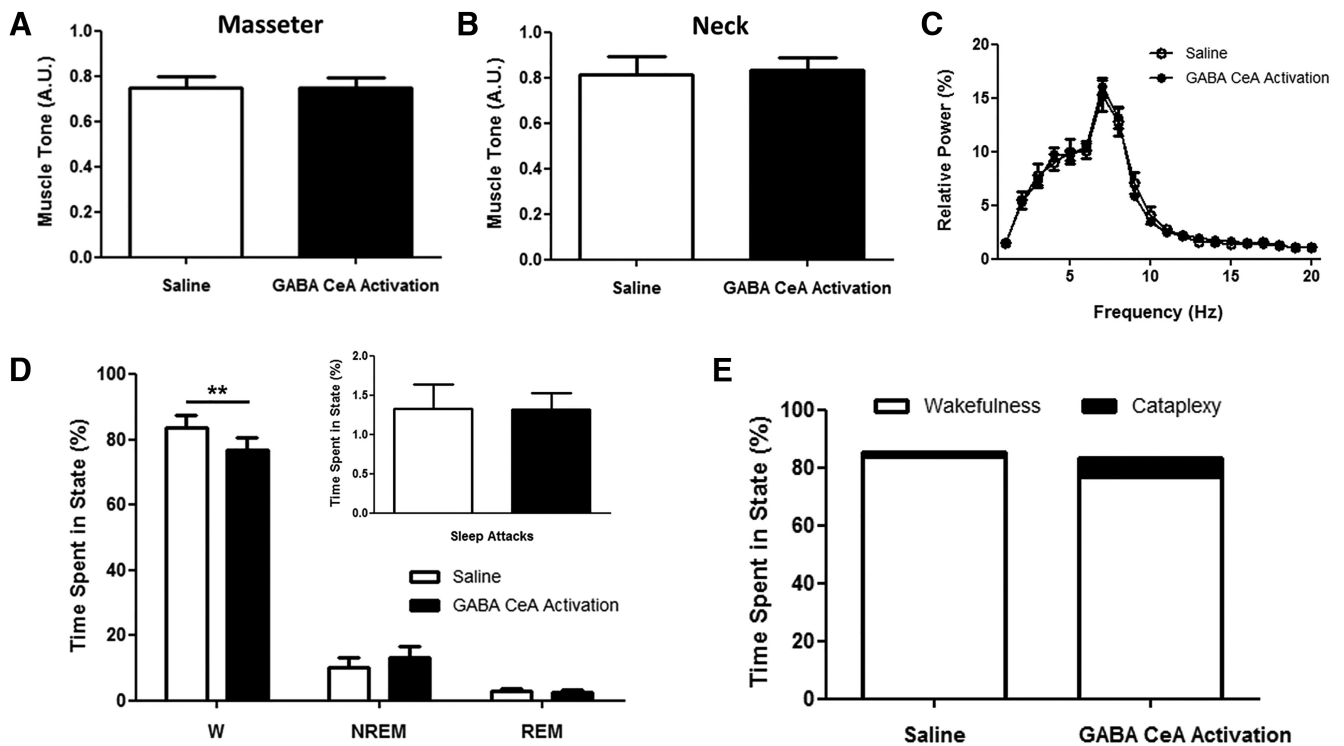 A
Masseter
Muscle Tone (A.U.)
1.0
0.8
0.6
0.4
0.2
0.0
Saline
GABA CeA Activation
B
Neck
Muscle Tone (A.U.)
1.0
0.8
0.6
0.4
0.2
0.0
Saline
GABA CeA Activation
C
Relative Power (%)
20
15
10
5
0
Saline
GABA CeA Activation
5
10
15
20
Frequency (Hz)
D
Time Spent in State (%)
100
80
60
40
20
0
**
Time Spent in State (%)
2.0
1.5
1.0
0.5
0.0
Sleep Attacks
Saline
GABA CeA Activation
W
NREM
REM
E
Time Spent in State (%)
100
80
60
40
20
0
Wakefulness
Cataplexy
Saline
GABA CeA Activation